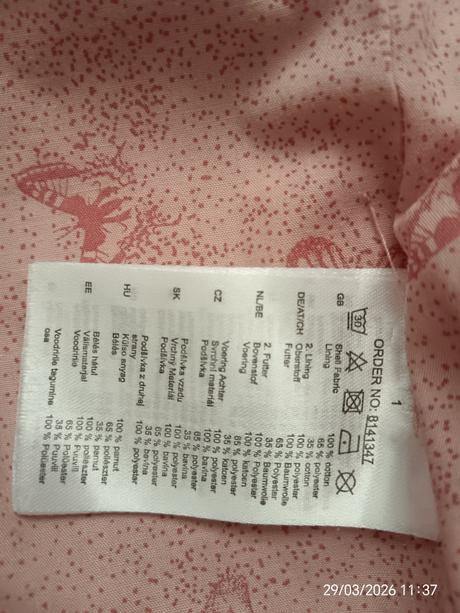 1
ORDER NO: 8141347
30
GB Shell Fabric 100 % cotton
Lining 65 % polyester
35 % cotton
2. Lining 100 % polyester
DE/AT/CH Oberstoff 100 % Baumwolle
Futter 65 % Polyester
35 % Baumwolle
2. Futter 100 % Polyester
NL/BE Bovenstof 100 % katoen
Voering 65 % polyester
35 % katoen
Voering Achter 100 % polyester
CZ Svrchní materiál 100 % bavlna
Podšívka 65 % polyester
35 % bavlna
Podšívka vzadu 100 % polyester
SK Vrchný Materiál 100 % bavlna
Podšívka 65 % polyester
35 % bavlna
Podšívka z druhej
strany 100 % polyester
HU Külső anyag 100 % pamut
Bélés 65 % poliészter
35 % pamut
Bélés hátul 100 % poliészter
EE Välismaterjal 100 % Puuvill
Voodriie 65 % Polüester
35 % Puuvill
Voodriie tagumine 100 % Polüester
osa
29/03/2026 11:37